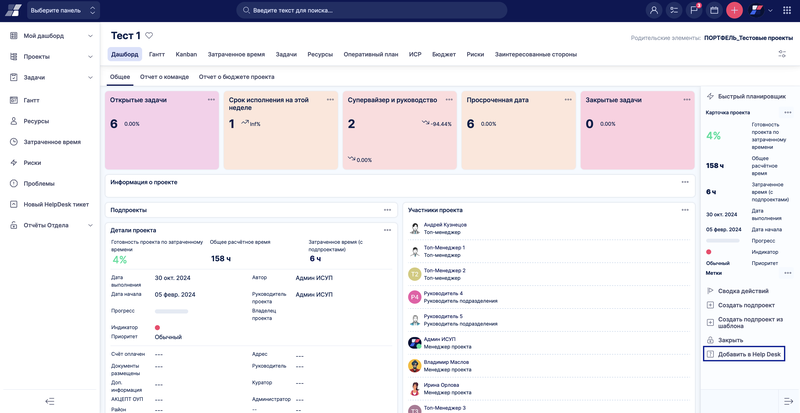 Выберите панель
Введите текст для поиска...
Тест 1
Родительские элементы: ПОРТФЕЛЬ_Тестовые проекты
Мой дашборд
Проекты
Задачи
Гантт
Ресурсы
Затраченное время
Риски
Проблемы
Новый HelpDesk тикет
Отчёты Отдела
Дашборд Гантт Kanban Затраченное время Задачи Ресурсы Оперативный план ИСР Бюджет Риски Заинтересованные стороны
Общее Отчет о команде Отчет о бюджете проекта
Открытые задачи
6 0.00%
Срок исполнения на этой неделе
1 Inf%
Супервайзер и руководство
2 -94.44%
0.00%
Просроченная дата
6 0.00%
Закрытые задачи
0 0.00%
Информация о проекте
Подпроекты
Детали проекта
Готовность проекта по затраченному времени
4%
Общее расчётное время
158 ч
Затраченное время (с подпроектами)
6 ч
Дата выполнения 30 окт. 2024
Автор Админ ИСУП
Дата начала 05 февр. 2024
Руководитель проекта Админ ИСУП
Прогресс
Владелец проекта
Индикатор
Приоритет Обычный
Счёт оплачен ---
Адрес ---
Документы размещены ---
Руководитель ---
Доп. информация ---
Куратор ---
АКЦЕПТ ОУП ---
Администратор ---
Район --
Участники проекта
Андрей Кузнецов
Топ-менеджер
Топ-Менеджер 1
Топ-менеджер
T2
Топ-Менеджер 2
Топ-менеджер
P4
Руководитель 4
Руководитель подразделения
Руководитель 5
Руководитель подразделения
Админ ИСУП
Менеджер проекта
Владимир Маслов
Менеджер проекта
Ирина Орлова
Менеджер проекта
T3
Топ-Менеджер 3
Быстрый планировщик
Карточка проекта
4% Готовность проекта по затраченному времени
158 ч Общее расчётное время
6 ч Затраченное время (с подпроектами)
30 окт. 2024 Дата выполнения
05 февр. 2024 Дата начала
Прогресс
Индикатор
Обычный Приоритет
Метки
Сводка действий
Создать подпроект
Создать подпроект из шаблона
Закрыть
Добавить в Help Desk